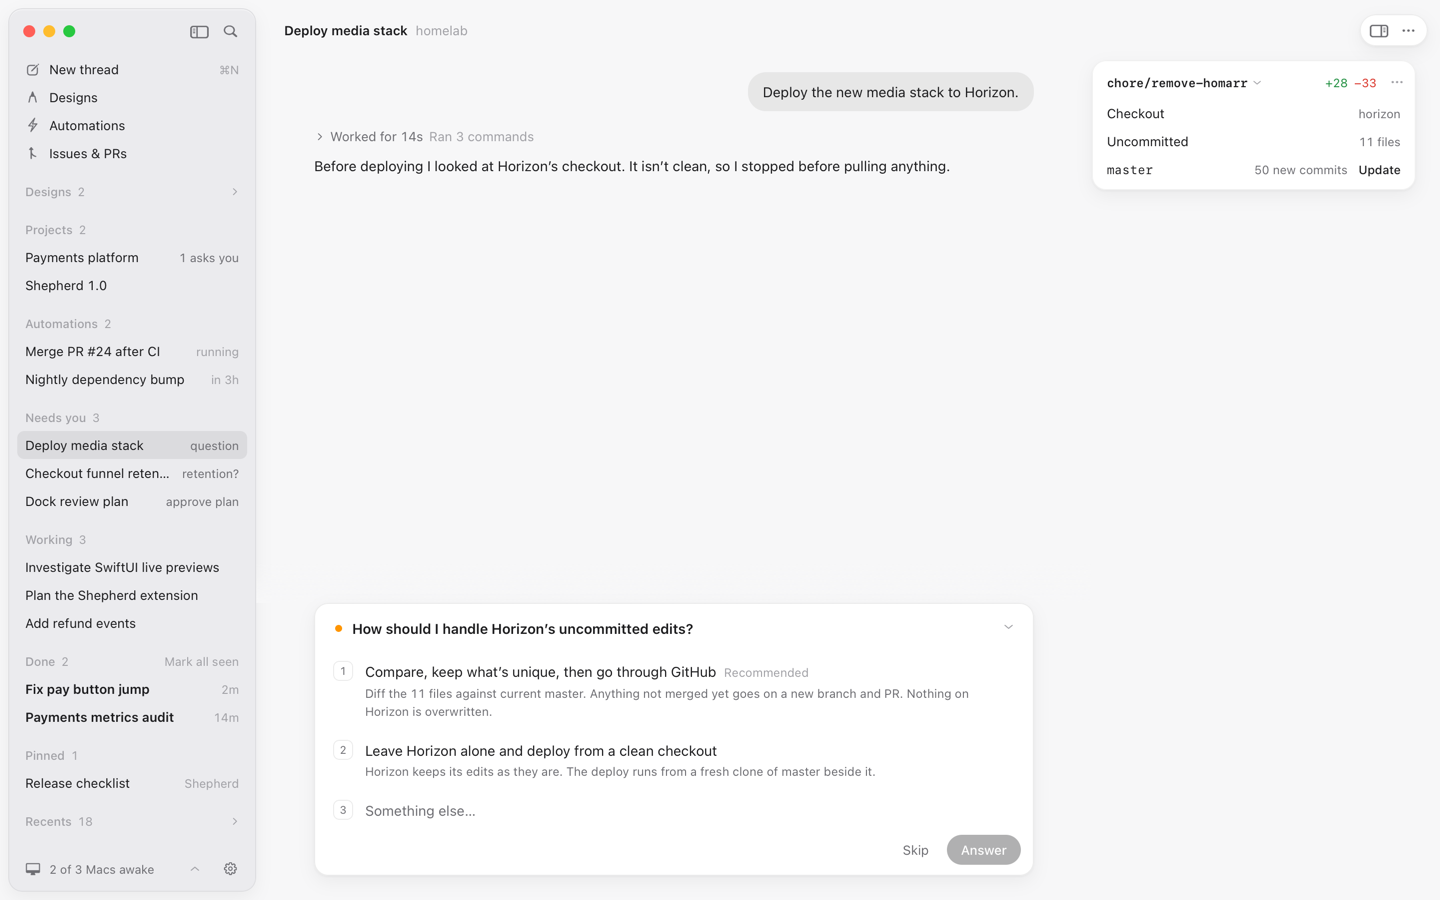 New thread ⌘N
Designs
Automations
Issues & PRs
Designs 2
Projects 2
Payments platform 1 asks you
Shepherd 1.0
Automations 2
Merge PR #24 after CI running
Nightly dependency bump in 3h
Needs you 3
Deploy media stack question
Checkout funnel reten... retention?
Dock review plan approve plan
Working 3
Investigate SwiftUI live previews
Plan the Shepherd extension
Add refund events
Done 2 Mark all seen
Fix pay button jump 2m
Payments metrics audit 14m
Pinned 1
Release checklist Shepherd
Recents 18
2 of 3 Macs awake
Deploy media stack homelab
Deploy the new media stack to Horizon.
Worked for 14s Ran 3 commands
Before deploying I looked at Horizon’s checkout. It isn’t clean, so I stopped before pulling anything.
How should I handle Horizon’s uncommitted edits?
1 Compare, keep what’s unique, then go through GitHub Recommended
Diff the 11 files against current master. Anything not merged yet goes on a new branch and PR. Nothing on
Horizon is overwritten.
2 Leave Horizon alone and deploy from a clean checkout
Horizon keeps its edits as they are. The deploy runs from a fresh clone of master beside it.
3 Something else...
Skip Answer
chore/remove-homarr +28 −33
Checkout horizon
Uncommitted 11 files
master 50 new commits Update